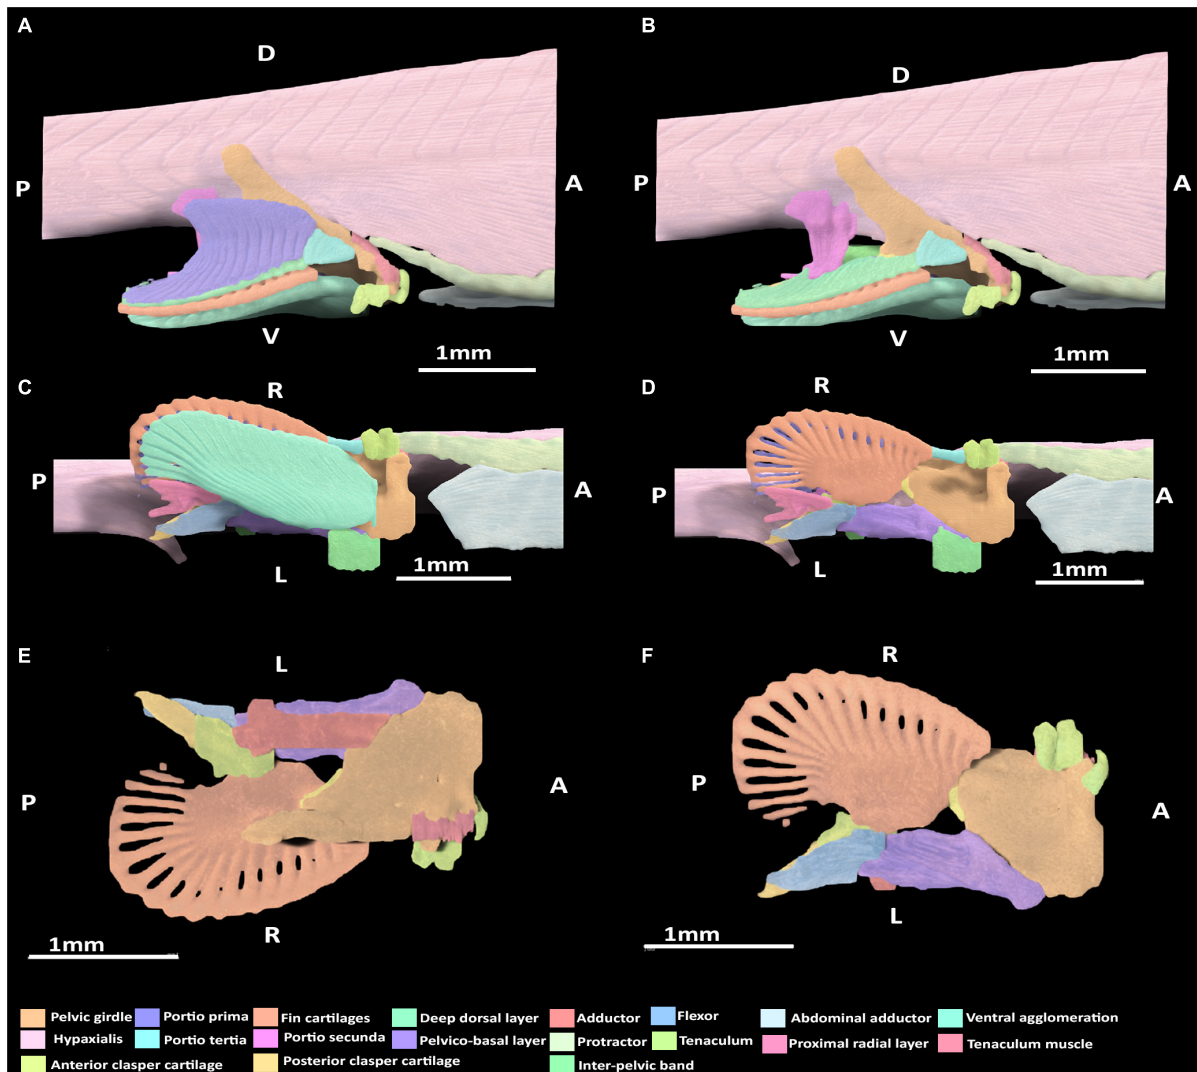 A
B
D
D
P
A
P
A
V
V
1mm
1mm
C
R
D
R
P
A
P
A
L
L
1mm
1mm
E
L
F
R
P
A
P
A
R
L
1mm
1mm
Pelvic girdle Portio prima Fin cartilages Deep dorsal layer Adductor Flexor Abdominal adductor Ventral agglomeration
Hypaxialis Portio tertia Portio secunda Pelvico-basal layer Protractor Tenaculum Proximal radial layer Tenaculum muscle
Anterior clasper cartilage Posterior clasper cartilage Inter-pelvic band